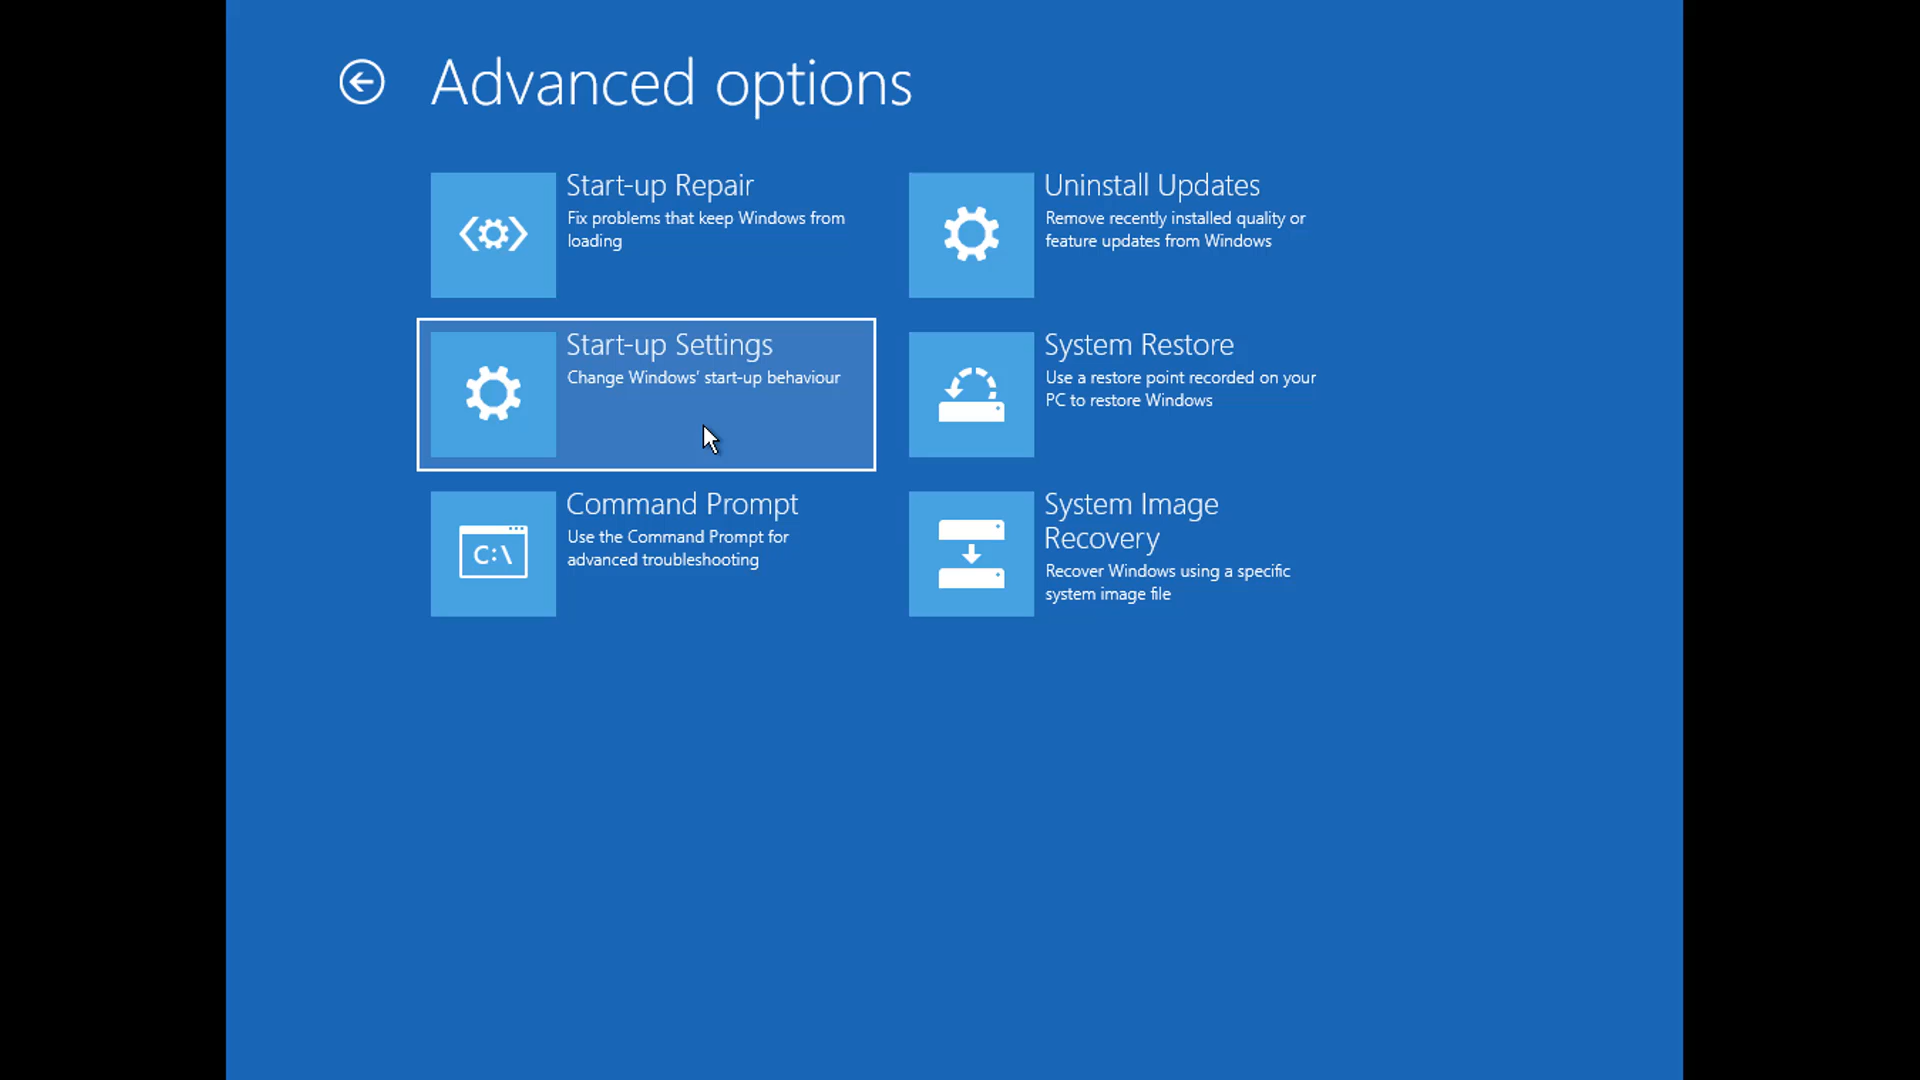 Advanced options
Start-up Repair
Fix problems that keep Windows from
loading
Uninstall Updates
Remove recently installed quality or
feature updates from Windows
Start-up Settings
Change Windows' start-up behaviour
System Restore
Use a restore point recorded on your
PC to restore Windows
C:\
Command Prompt
Use the Command Prompt for
advanced troubleshooting
System Image
Recovery
Recover Windows using a specific
system image file